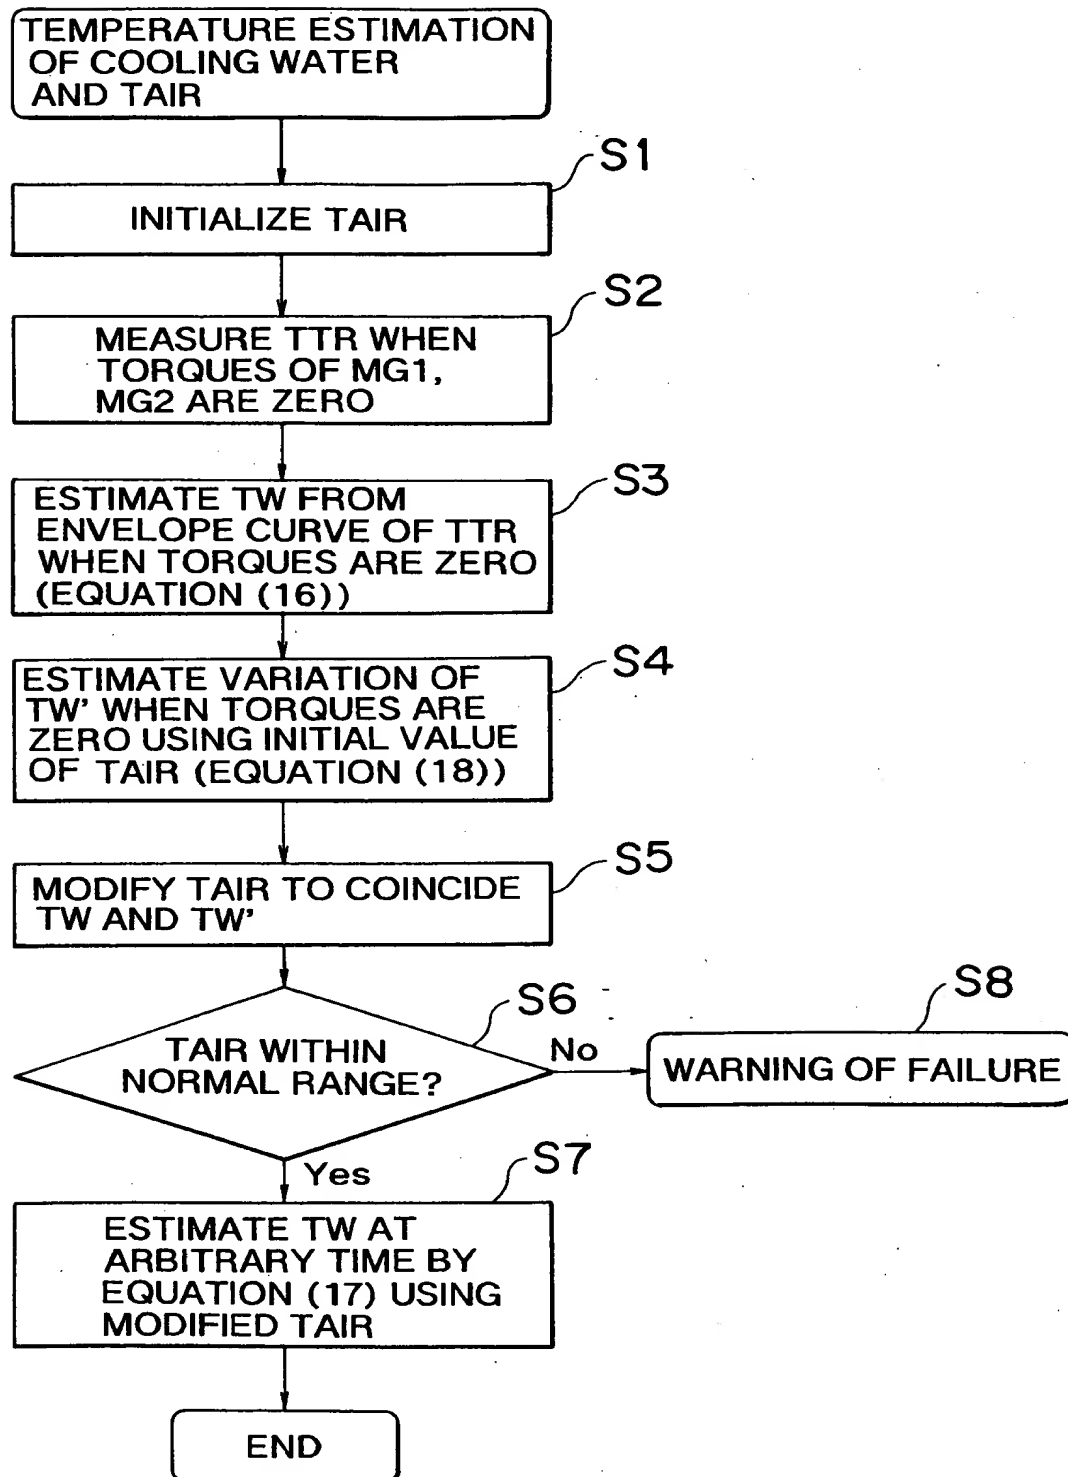 TEMPERATURE ESTIMATION
OF COOLING WATER
AND TAIR
S1
INITIALIZE TAIR
S2
MEASURE TTR WHEN
TORQUES OF MG1,
MG2 ARE ZERO
S3
ESTIMATE TW FROM
ENVELOPE CURVE OF TTR
WHEN TORQUES ARE ZERO
(EQUATION (16))
S4
ESTIMATE VARIATION OF
TW' WHEN TORQUES ARE
ZERO USING INITIAL VALUE
OF TAIR (EQUATION (18))
S5
MODIFY TAIR TO COINCIDE
TW AND TW'
S6
TAIR WITHIN
NORMAL RANGE?
No
S8
WARNING OF FAILURE
Yes
S7
ESTIMATE TW AT
ARBITRARY TIME BY
EQUATION (17) USING
MODIFIED TAIR
END